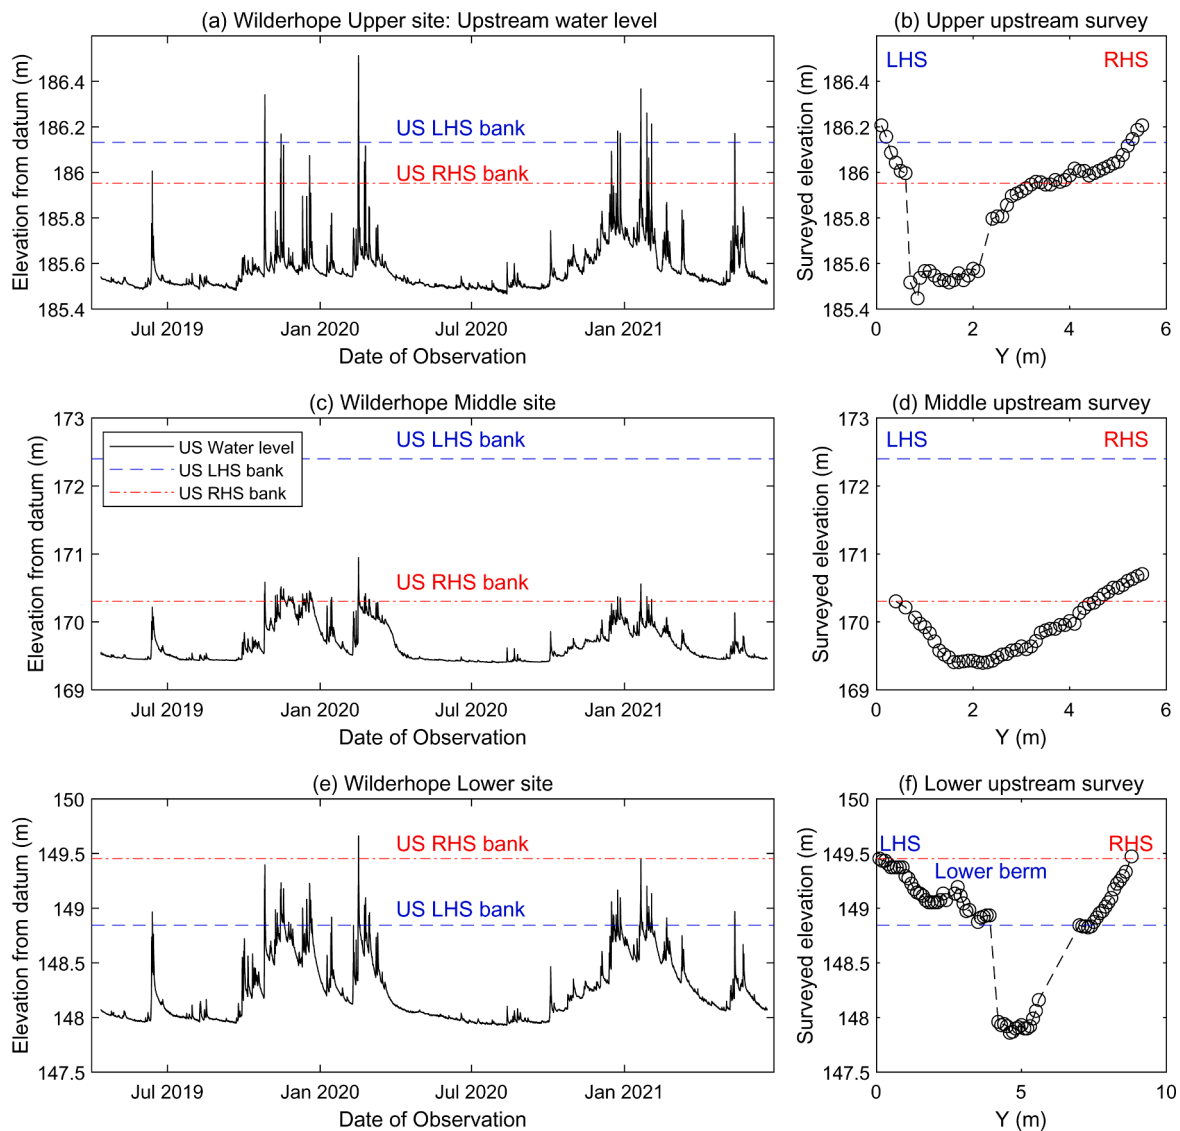 (a) Wilderhope Upper site: Upstream water level
Elevation from datum (m)
186.4
186.2
186
185.8
185.6
185.4
US LHS bank
US RHS bank
Jul 2019
Jan 2020
Jul 2020
Jan 2021
Date of Observation
(b) Upper upstream survey
Surveyed elevation (m)
186.4
186.2
186
185.8
185.6
185.4
LHS
RHS
0
2
4
6
Y (m)
(c) Wilderhope Middle site
Elevation from datum (m)
173
172
171
170
169
US LHS bank
US Water level
US LHS bank
US RHS bank
US RHS bank
Jul 2019
Jan 2020
Jul 2020
Jan 2021
Date of Observation
(d) Middle upstream survey
Surveyed elevation (m)
173
172
171
170
169
LHS
RHS
0
2
4
6
Y (m)
(e) Wilderhope Lower site
Elevation from datum (m)
150
149.5
149
148.5
148
147.5
US RHS bank
US LHS bank
Jul 2019
Jan 2020
Jul 2020
Jan 2021
Date of Observation
(f) Lower upstream survey
Surveyed elevation (m)
150
149.5
149
148.5
148
147.5
LHS
RHS
Lower berm
0
5
10
Y (m)